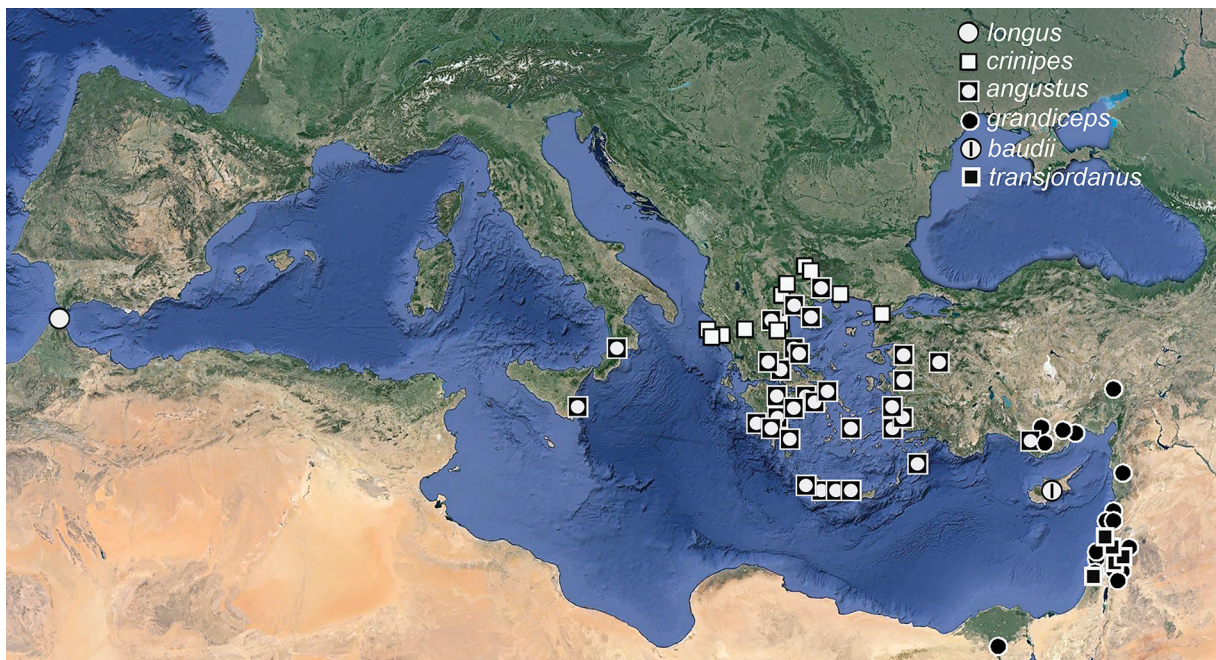 longus
crinipes
angustus
grandiceps
baudii
transjordanus